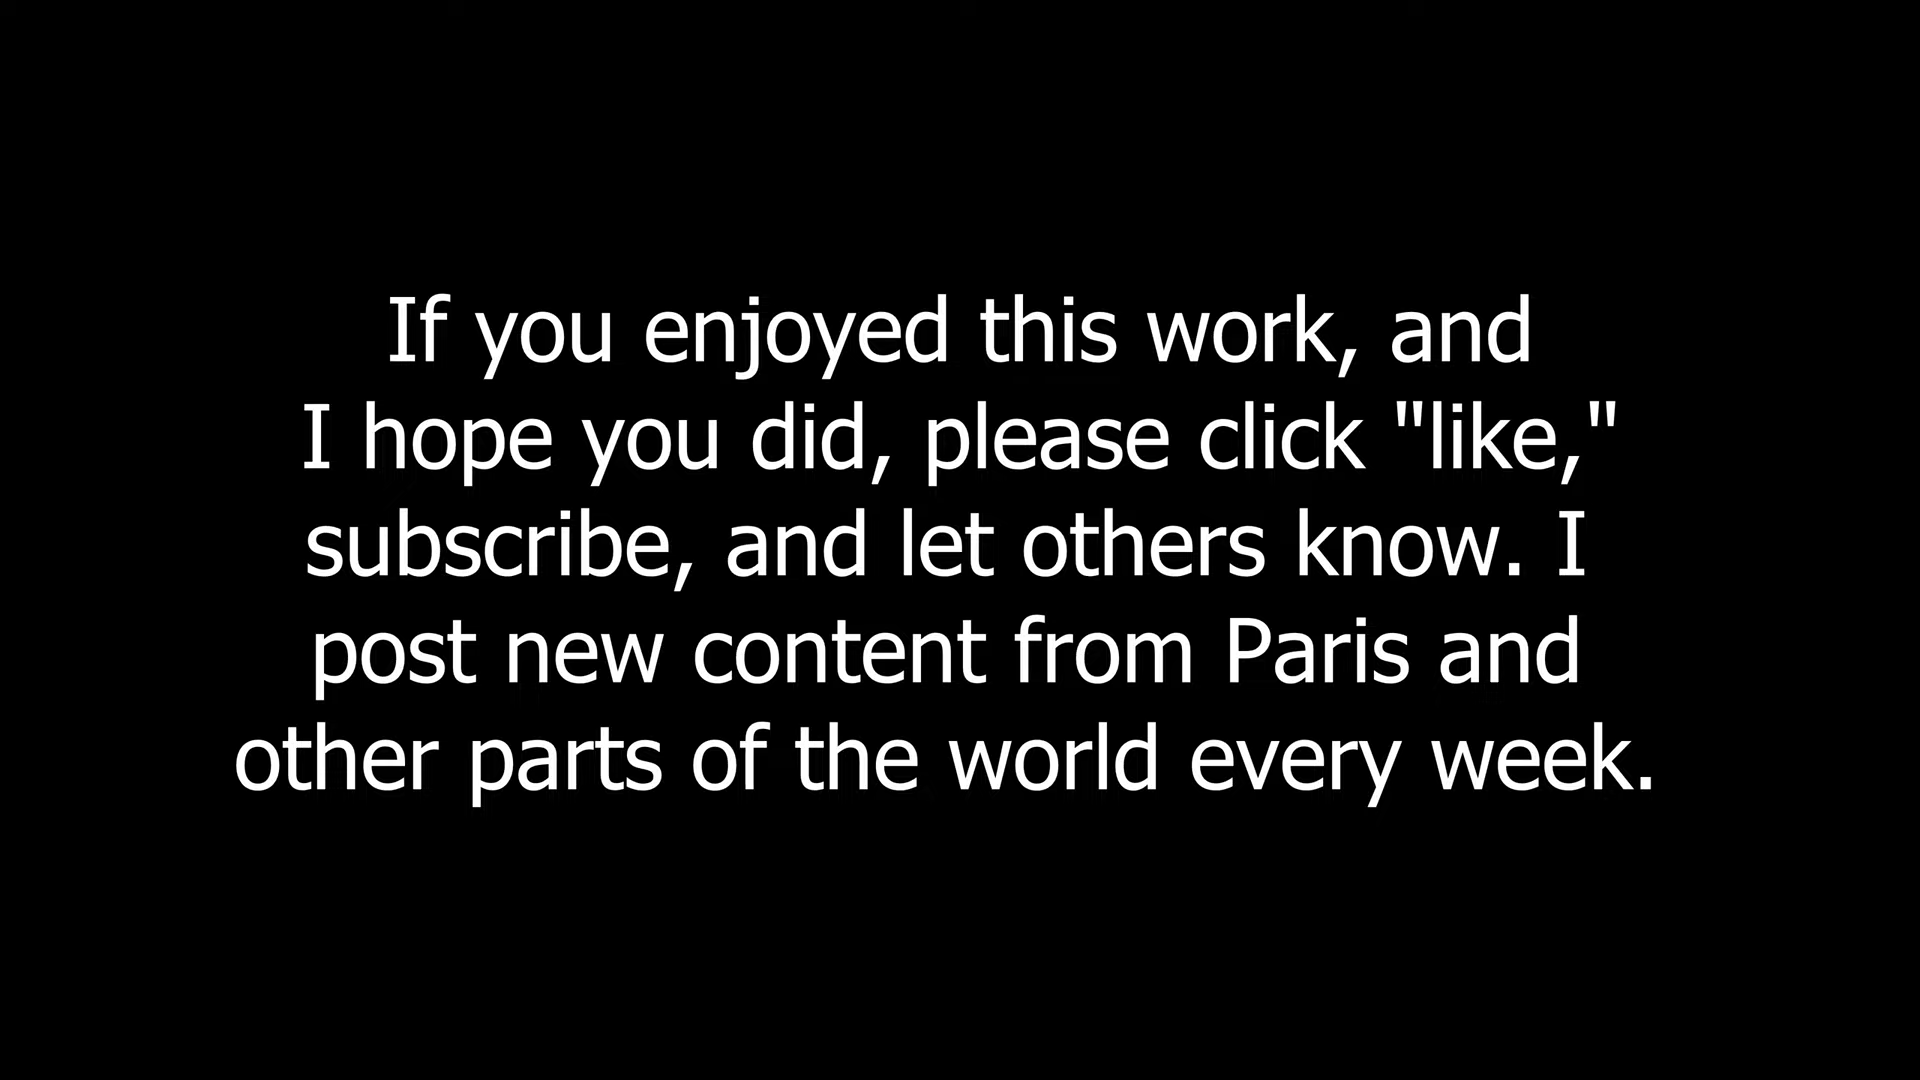 If you enjoyed this work, and
I hope you did, please click "like,"
subscribe, and let others know. I
post new content from Paris and
other parts of the world every week.